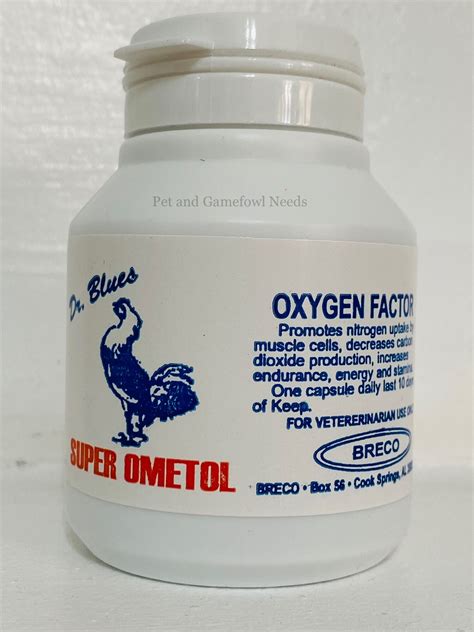 Pet and Gamefowl Needs
Dr. Blues
SUPER OMETOL
OXYGEN FACTOR
Promotes nitrogen uptake by
muscle cells, decreases carbon
dioxide production, increases
endurance, energy and stamina.
One capsule daily last 10 days
of Keep.
FOR VETERERINARIAN USE ONLY
BRECO
BRECO • Box 56 • Cook Springs, AL